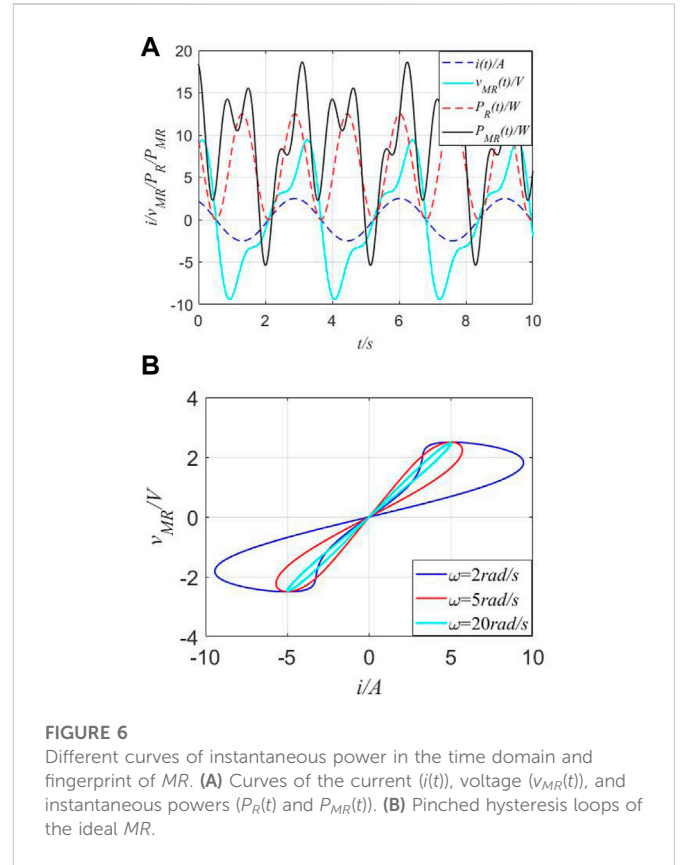 A
20
15
10
5
0
-5
-10
i/v_MR/P_R/P_MR
i(t)/A
v_MR(t)/V
P_R(t)/W
P_MR(t)/W
0 2 4 6 8 10
t/s
B
4
2
0
-2
-4
v_MR/V
ω=2rad/s
ω=5rad/s
ω=20rad/s
-10 -5 0 5 10
i/A
FIGURE 6
Different curves of instantaneous power in the time domain and
fingerprint of MR. (A) Curves of the current (i(t)), voltage (v_MR(t)), and
instantaneous powers (P_R(t) and P_MR(t)). (B) Pinched hysteresis loops of
the ideal MR.